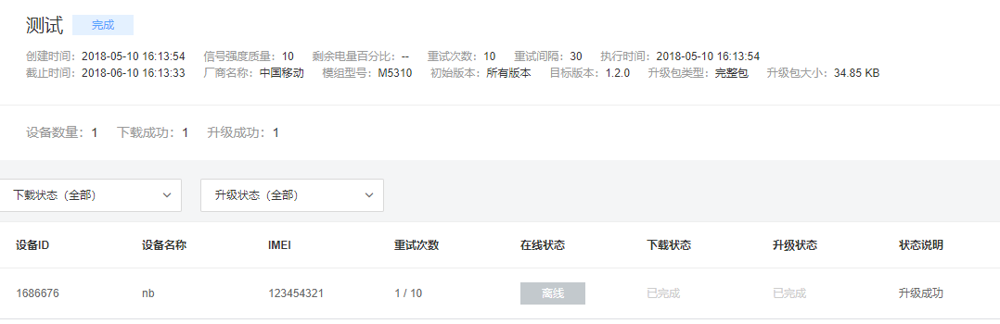 测试 完成
创建时间：2018-05-10 16:13:54 信号强度质量：10 剩余电量百分比：-- 重试次数：10 重试间隔：30 执行时间：2018-05-10 16:13:54
截止时间：2018-06-10 16:13:33 厂商名称：中国移动 模组型号：M5310 初始版本：所有版本 目标版本：1.2.0 升级包类型：完整包 升级包大小：34.85 KB
设备数量：1 下载成功：1 升级成功：1
下载状态（全部） 升级状态（全部）
设备ID 设备名称 IMEI 重试次数 在线状态 下载状态 升级状态 状态说明
1686676 nb 123454321 1 / 10 离线 已完成 已完成 升级成功